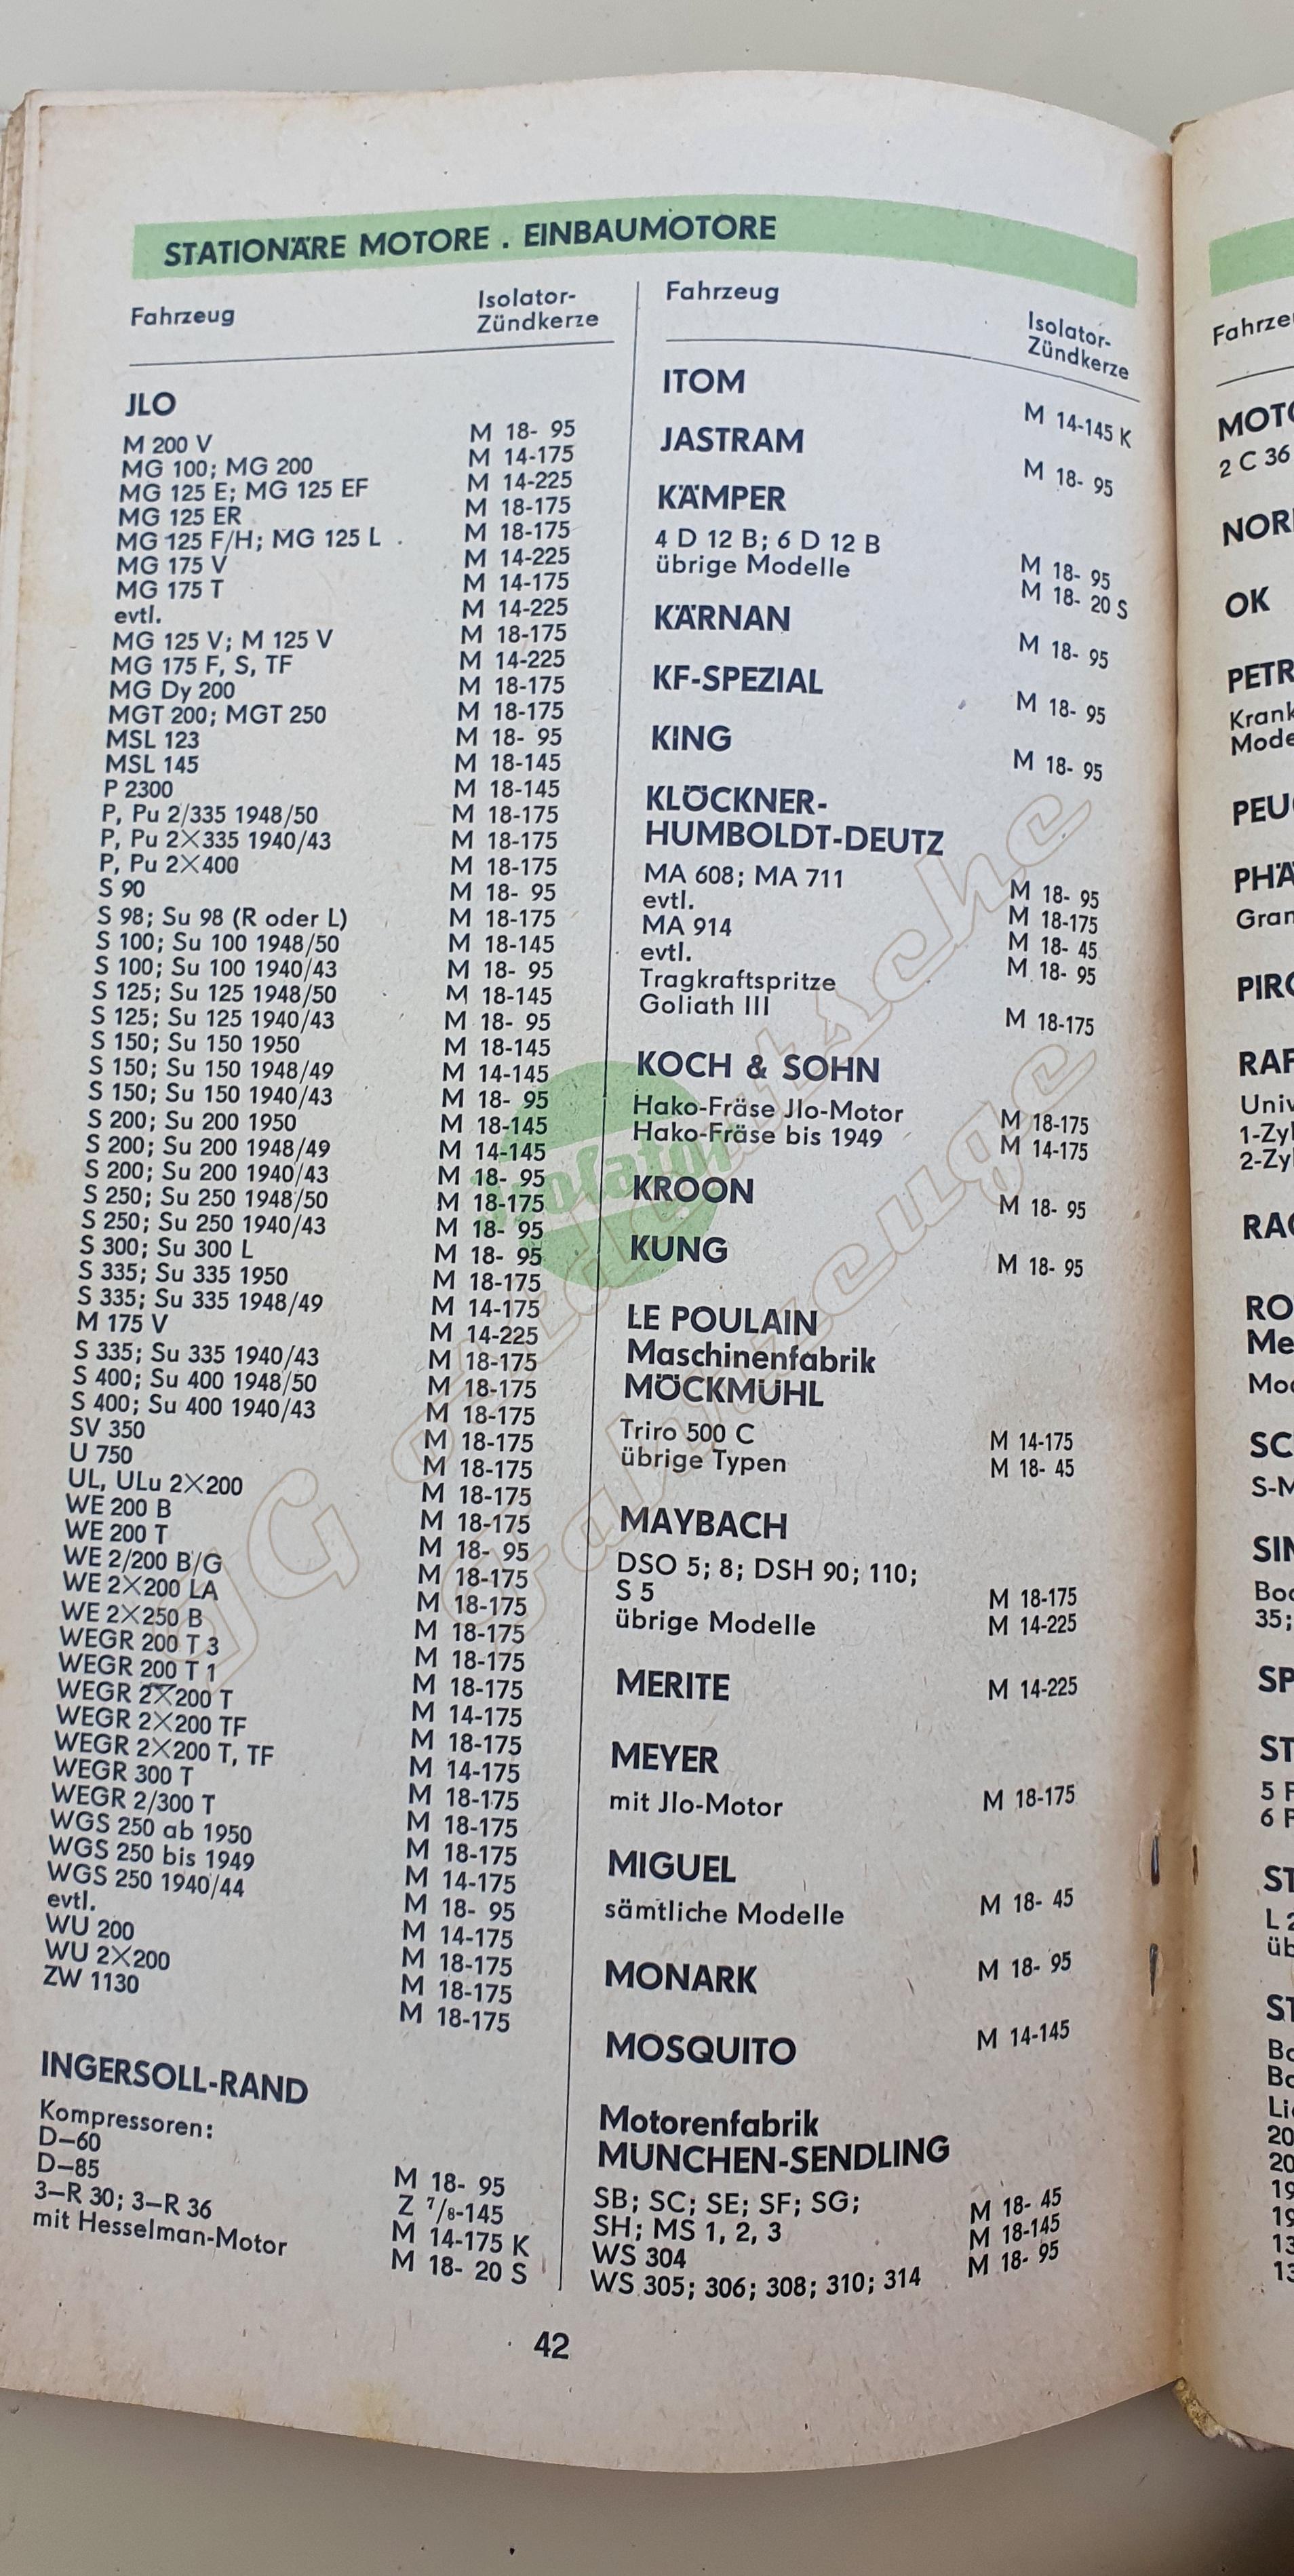 STATIONÄRE MOTORE . EINBAUMOTORE
Fahrzeug Isolator-
Zündkerze
JLO
M 200 V M 18- 95
MG 100; MG 200 M 14-175
MG 125 E; MG 125 EF M 14-225
MG 125 ER M 18-175
MG 125 F/H; MG 125 L M 18-175
MG 175 V M 14-225
MG 175 T M 14-175
evtl. M 14-225
MG 125 V; M 125 V M 18-175
MG 175 F, S, TF M 14-225
MG Dy 200 M 18-175
MGT 200; MGT 250 M 18-175
MSL 123 M 18- 95
MSL 145 M 18-145
P 2300 M 18-145
P, Pu 2/335 1948/50 M 18-175
P, Pu 2×335 1940/43 M 18-175
P, Pu 2×400 M 18-175
S 90 M 18- 95
S 98; Su 98 (R oder L) M 18-175
S 100; Su 100 1948/50 M 18-145
S 100; Su 100 1940/43 M 18- 95
S 125; Su 125 1948/50 M 18-145
S 125; Su 125 1940/43 M 18- 95
S 150; Su 150 1950 M 18-145
S 150; Su 150 1948/49 M 14-145
S 150; Su 150 1940/43 M 18- 95
S 200; Su 200 1950 M 18-145
S 200; Su 200 1948/49 M 14-145
S 200; Su 200 1940/43 M 18- 95
S 250; Su 250 1948/50 M 18-175
S 250; Su 250 1940/43 M 18- 95
S 300; Su 300 L M 18- 95
S 335; Su 335 1950 M 18-175
S 335; Su 335 1948/49 M 14-175
M 175 V M 14-225
S 335; Su 335 1940/43 M 18-175
S 400; Su 400 1948/50 M 18-175
S 400; Su 400 1940/43 M 18-175
SV 350 M 18-175
U 750 M 18-175
UL, ULu 2×200 M 18-175
WE 200 B M 18-175
WE 200 T M 18- 95
WE 2/200 B/G M 18-175
WE 2×200 LA M 18-175
WE 2×250 B M 18-175
WEGR 200 T 3 M 18-175
WEGR 200 T 1 M 18-175
WEGR 2×200 T M 14-175
WEGR 2×200 TF M 18-175
WEGR 2×200 T, TF M 14-175
WEGR 300 T M 18-175
WEGR 2/300 T M 18-175
WGS 250 ab 1950 M 18-175
WGS 250 bis 1949 M 14-175
WGS 250 1940/44 M 18- 95
evtl. M 14-175
WU 200 M 18-175
WU 2×200 M 18-175
ZW 1130 M 18-175
INGERSOLL-RAND
Kompressoren:
D–60 M 18- 95
D–85 Z 7/8-145
3–R 30; 3–R 36 M 14-175 K
mit Hesselman-Motor M 18- 20 S
Fahrzeug Isolator-
Zündkerze
ITOM M 14-145 K
JASTRAM M 18- 95
KÄMPER
4 D 12 B; 6 D 12 B M 18- 95
übrige Modelle M 18- 20 S
KÄRNAN M 18- 95
KF-SPEZIAL M 18- 95
KING M 18- 95
KLÖCKNER-
HUMBOLDT-DEUTZ
MA 608; MA 711 M 18- 95
evtl. M 18-175
MA 914 M 18- 45
evtl. M 18- 95
Tragkraftspritze
Goliath III M 18-175
KOCH & SOHN
Hako-Fräse Jlo-Motor M 18-175
Hako-Fräse bis 1949 M 14-175
KROON M 18- 95
KUNG M 18- 95
LE POULAIN
Maschinenfabrik
MÖCKMÜHL
Triro 500 C M 14-175
übrige Typen M 18- 45
MAYBACH
DSO 5; 8; DSH 90; 110;
S 5 M 18-175
übrige Modelle M 14-225
MERITE M 14-225
MEYER
mit Jlo-Motor M 18-175
MIGUEL
sämtliche Modelle M 18- 45
MONARK M 18- 95
MOSQUITO M 14-145
Motorenfabrik
MUNCHEN-SENDLING
SB; SC; SE; SF; SG;
SH; MS 1, 2, 3 M 18- 45
WS 304 M 18-145
WS 305; 306; 308; 310; 314 M 18- 95
Isolator
42
2 C 36
OK